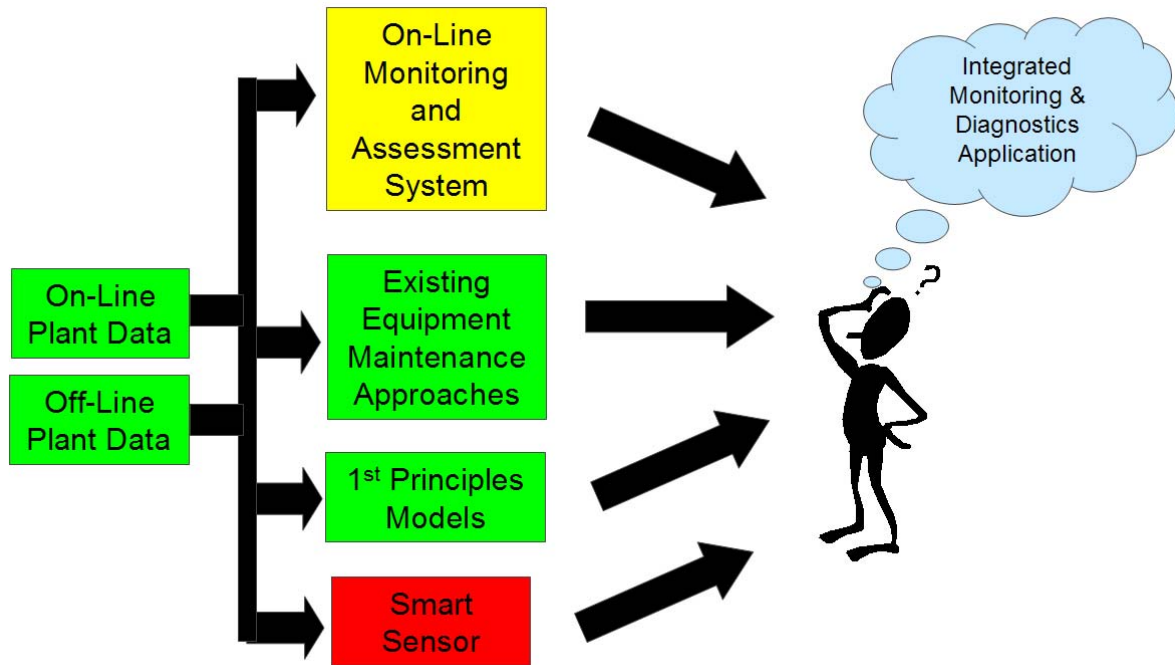 On-Line
Plant Data
Off-Line
Plant Data
On-Line
Monitoring
and
Assessment
System
Existing
Equipment
Maintenance
Approaches
1st Principles
Models
Smart
Sensor
Integrated
Monitoring &
Diagnostics
Application
?